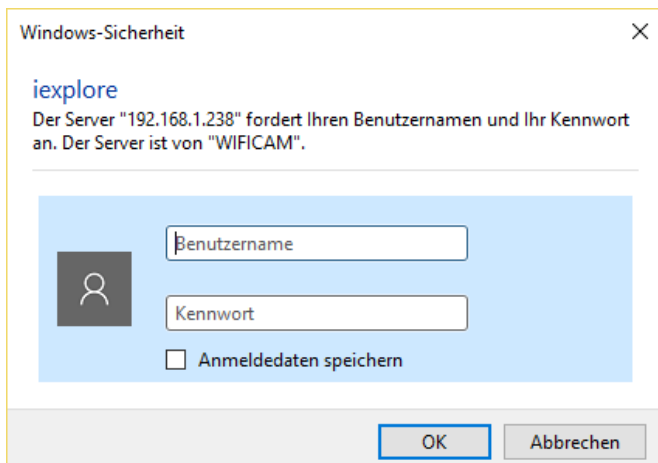 Windows-Sicherheit
iexplore
Der Server "192.168.1.238" fordert Ihren Benutzernamen und Ihr Kennwort
an. Der Server ist von "WIFICAM".
Benutzername
Kennwort
Anmeldedaten speichern
OK
Abbrechen